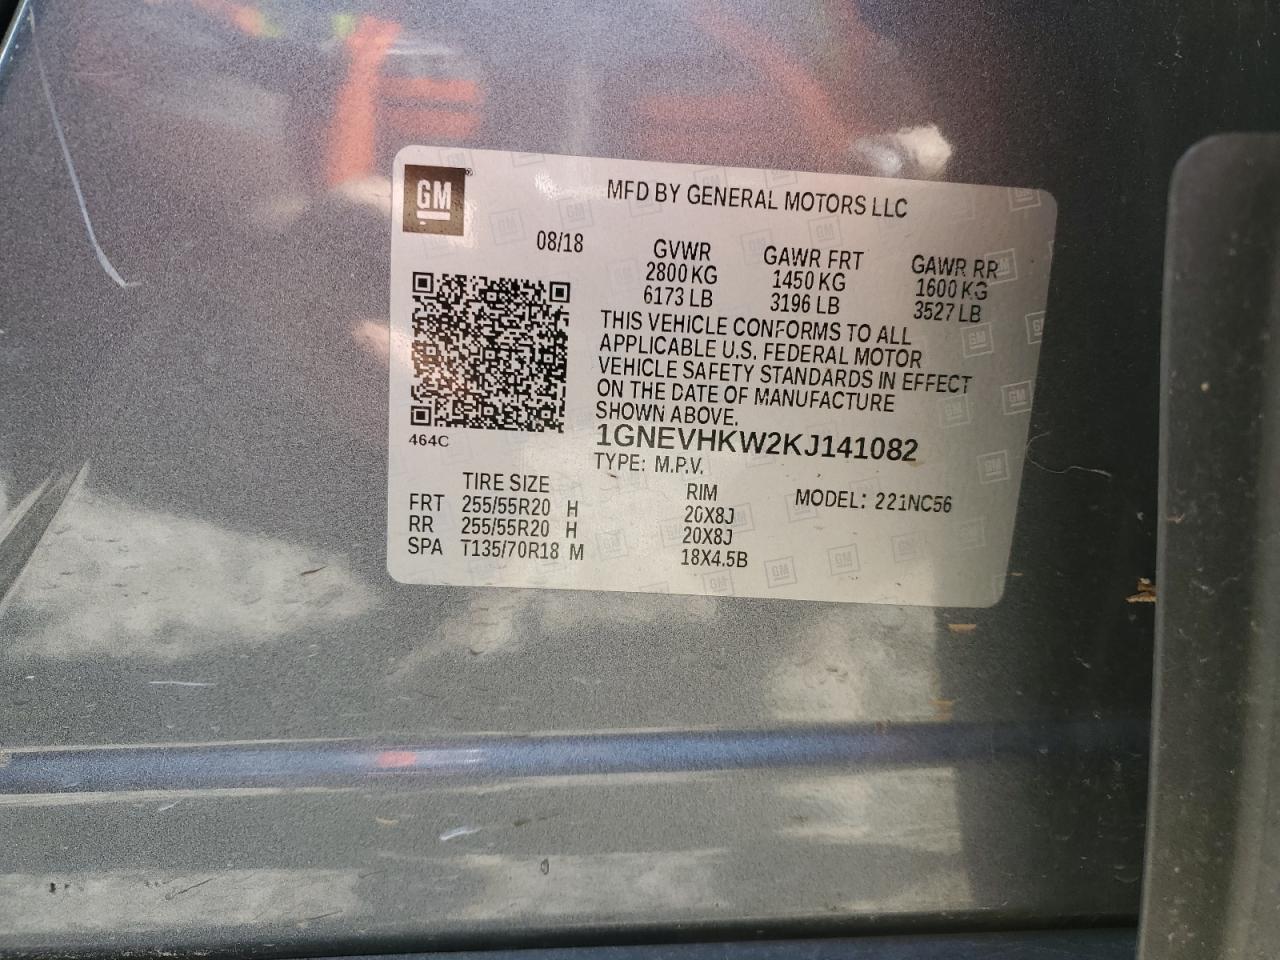 GM ®
MFD BY GENERAL MOTORS LLC
08/18 GVWR GAWR FRT GAWR RR
2800 KG 1450 KG 1600 KG
6173 LB 3196 LB 3527 LB
THIS VEHICLE CONFORMS TO ALL
APPLICABLE U.S. FEDERAL MOTOR
VEHICLE SAFETY STANDARDS IN EFFECT
ON THE DATE OF MANUFACTURE
SHOWN ABOVE.
464C
1GNEVHKW2KJ141082
TYPE: M.P.V.
TIRE SIZE RIM MODEL: 221NC56
FRT 255/55R20 H 20X8J
RR 255/55R20 H 20X8J
SPA T135/70R18 M 18X4.5B